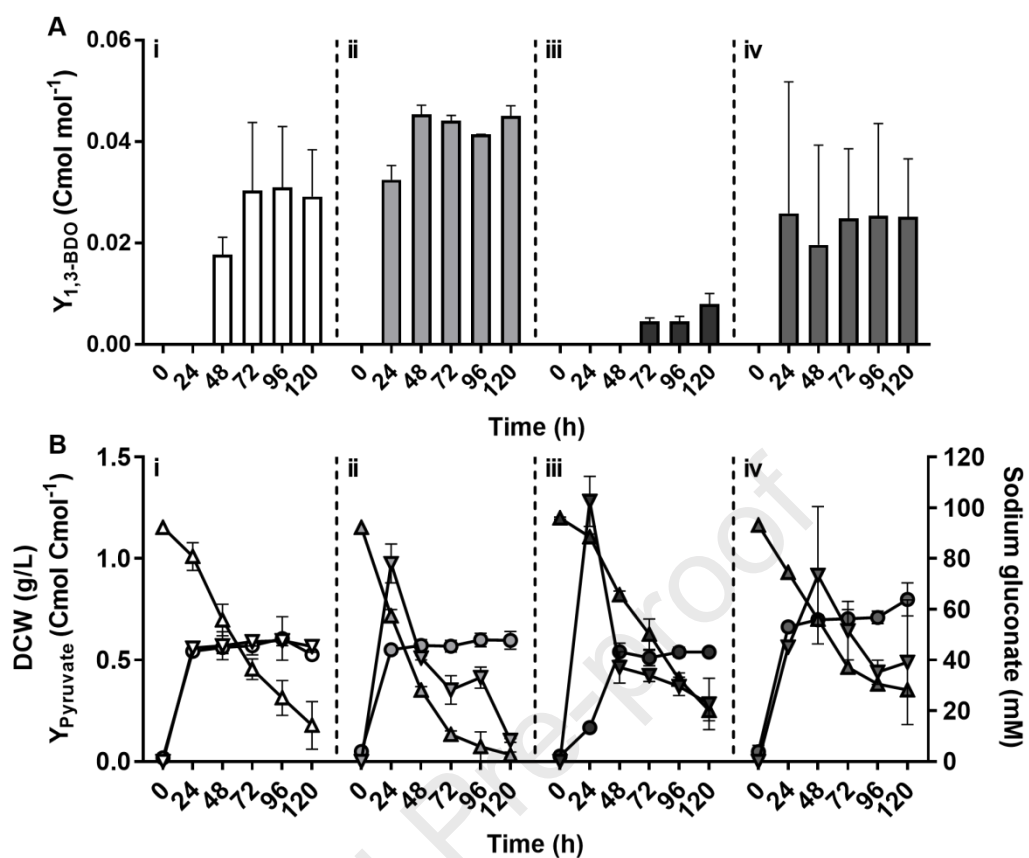 A
i ii iii iv
0.06
0.04
0.02
0.00
Y1,3-BDO (Cmol mol-1)
0 24 48 72 96 120 0 24 48 72 96 120 0 24 48 72 96 120 0 24 48 72 96 120
Time (h)
B
i ii iii iv
1.5
1.0
0.5
0.0
DCW (g/L)
YPyruvate (Cmol Cmol-1)
120
100
80
60
40
20
0
Sodium gluconate (mM)
0 24 48 72 96 120 0 24 48 72 96 120 0 24 48 72 96 120 0 24 48 72 96 120
Time (h)
Pre-proof